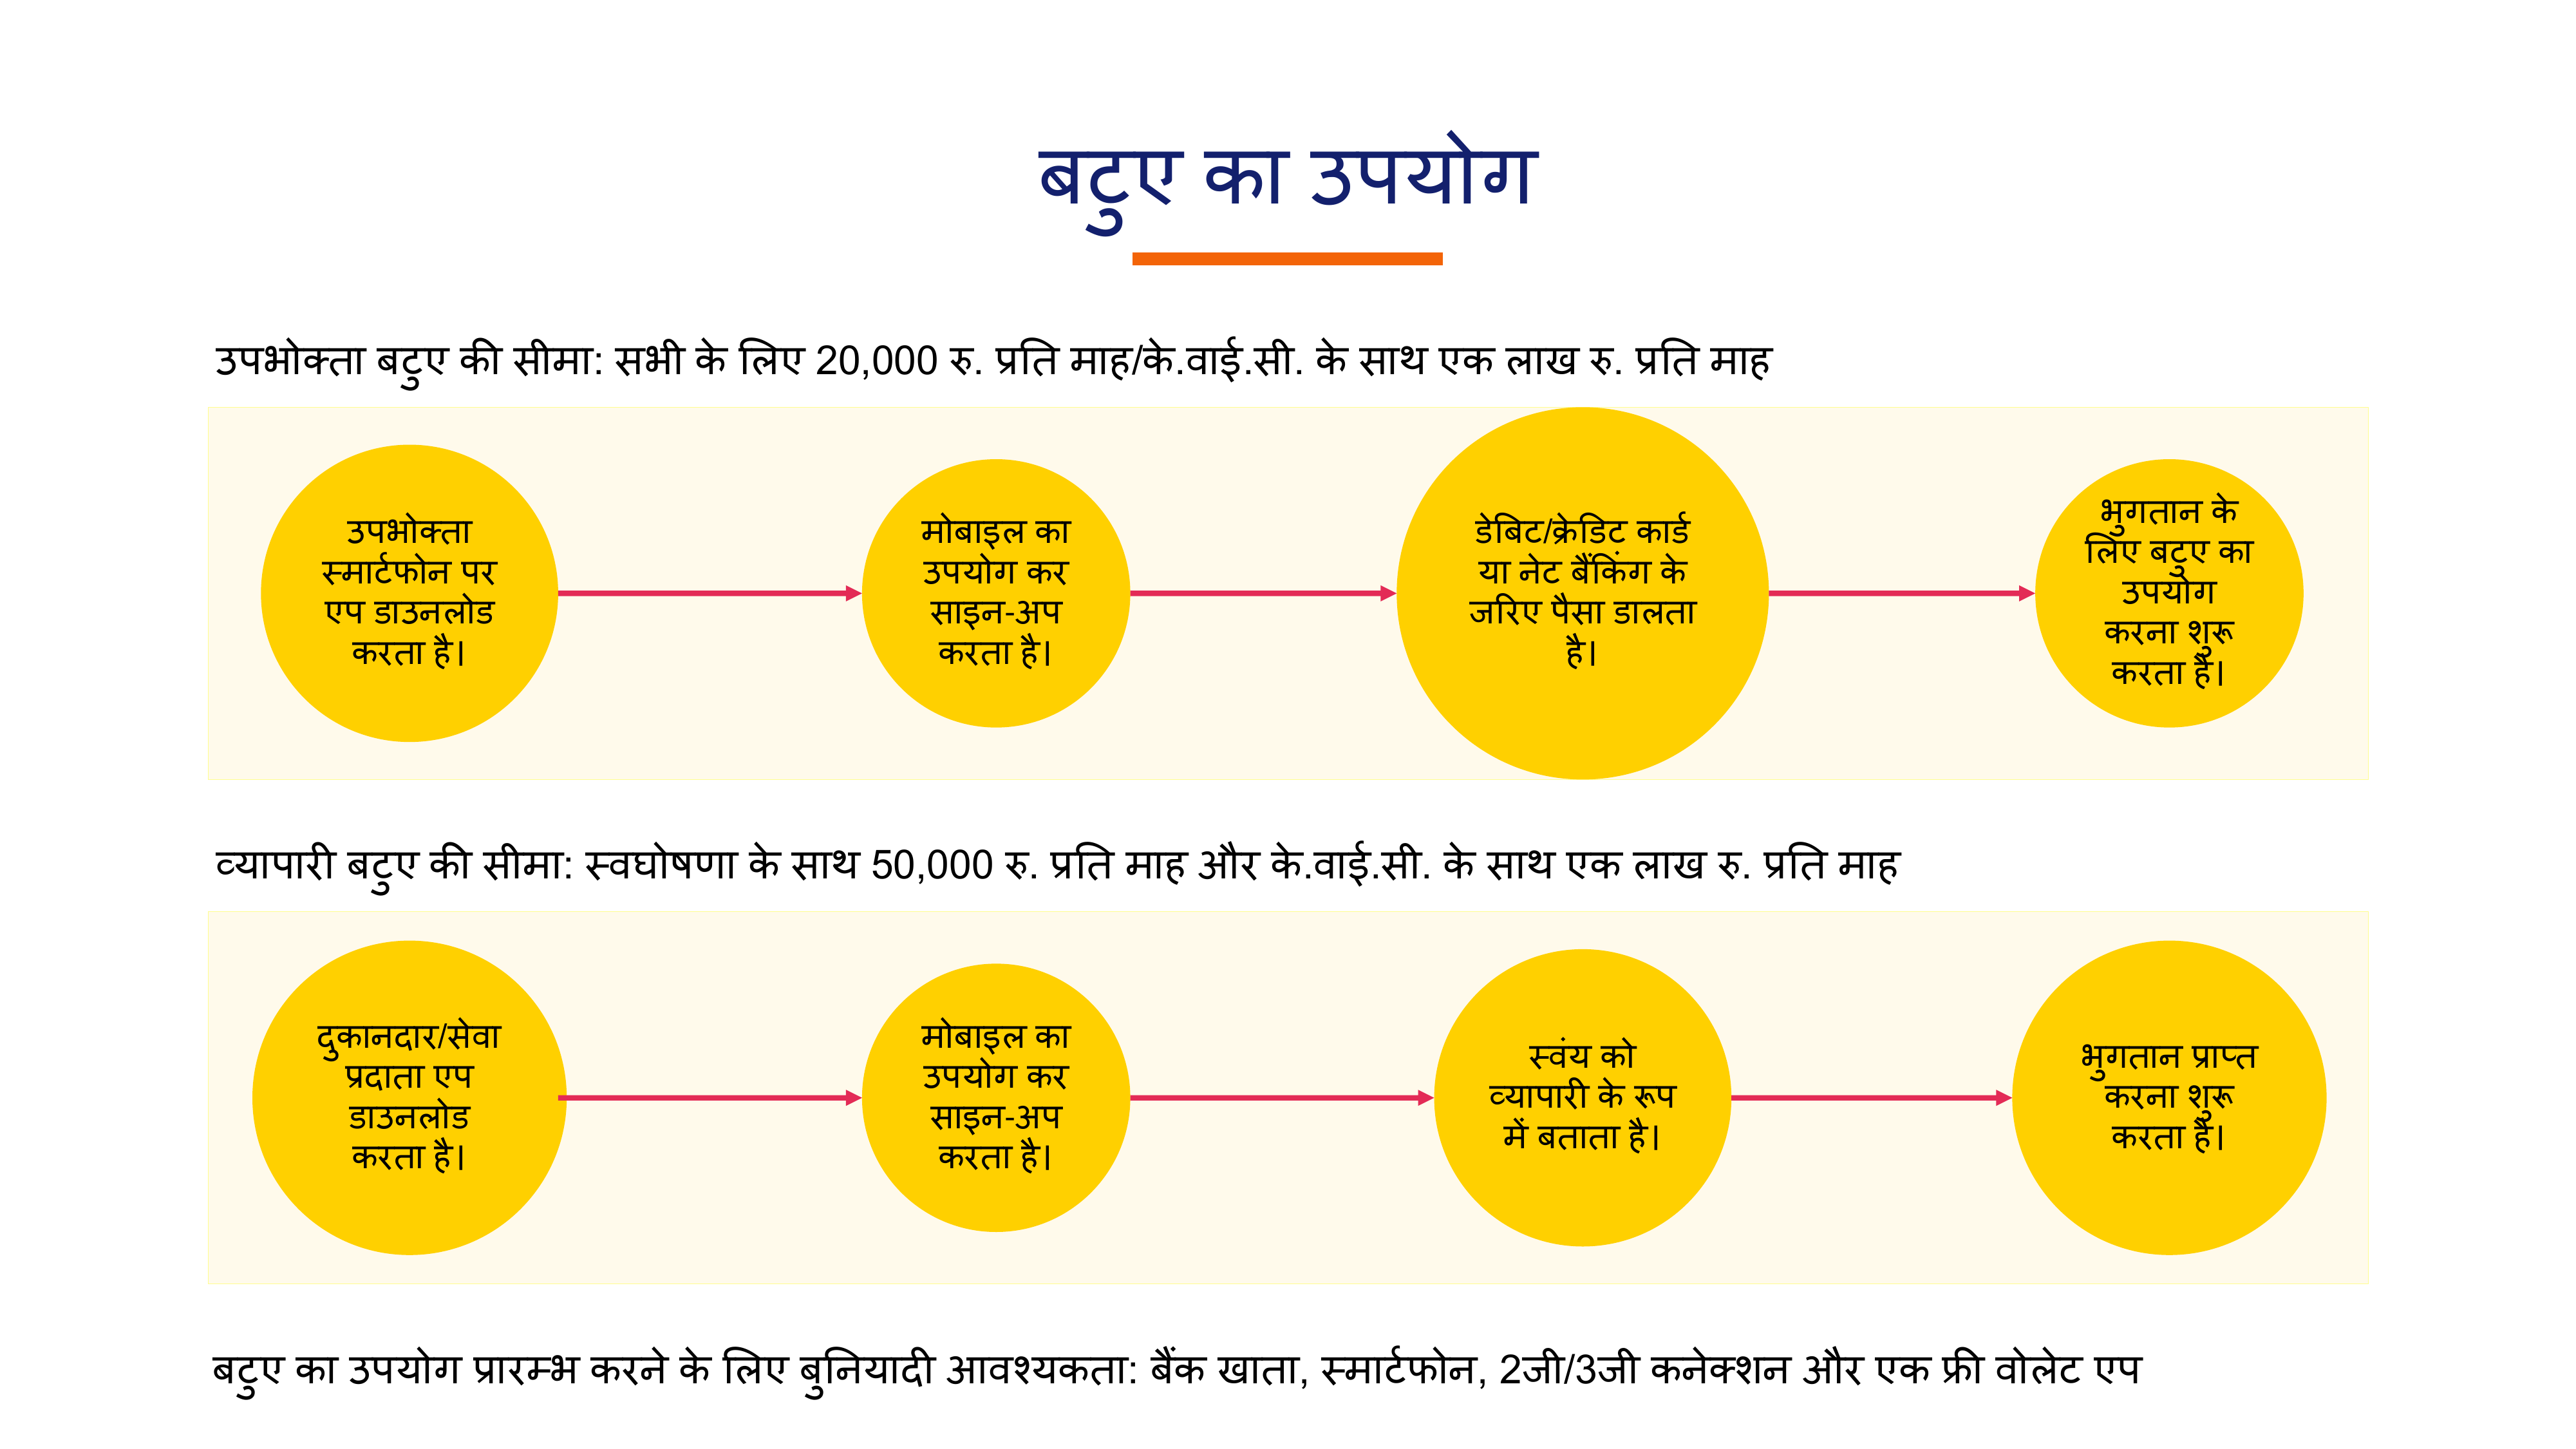 बटुए का उपयोग
उपभोक्ता बटुए की सीमा: सभी के लिए 20,000 रु. प्रति माह/के.वाई.सी. के साथ एक लाख रु. प्रति माह
उपभोक्ता
स्मार्टफोन पर
एप डाउनलोड
करता है।
मोबाइल का
उपयोग कर
साइन-अप
करता है।
डेबिट/क्रेडिट कार्ड
या नेट बैंकिंग के
जरिए पैसा डालता
है।
भुगतान के
लिए बटुए का
उपयोग
करना शुरू
करता है।
व्यापारी बटुए की सीमा: स्वघोषणा के साथ 50,000 रु. प्रति माह और के.वाई.सी. के साथ एक लाख रु. प्रति माह
दुकानदार/सेवा
प्रदाता एप
डाउनलोड
करता है।
मोबाइल का
उपयोग कर
साइन-अप
करता है।
स्वंय को
व्यापारी के रूप
में बताता है।
भुगतान प्राप्त
करना शुरू
करता है।
बटुए का उपयोग प्रारम्भ करने के लिए बुनियादी आवश्यकता: बैंक खाता, स्मार्टफोन, 2जी/3जी कनेक्शन और एक फ्री वोलेट एप